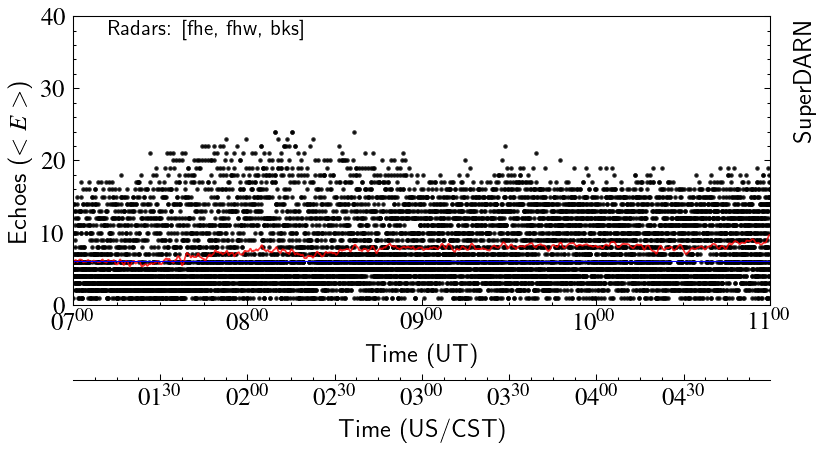 Radars: [fhe, fhw, bks]
SuperDARN
Echoes (< E >)
40
30
20
10
0
07⁰⁰ 08⁰⁰ 09⁰⁰ 10⁰⁰ 11⁰⁰
Time (UT)
01³⁰ 02⁰⁰ 02³⁰ 03⁰⁰ 03³⁰ 04⁰⁰ 04³⁰
Time (US/CST)